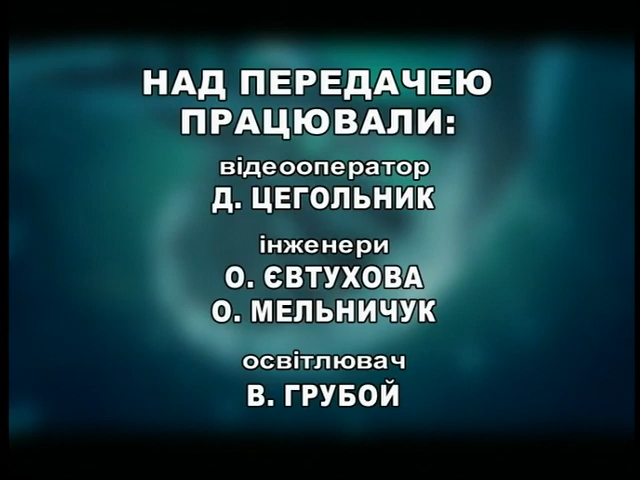 НАД ПЕРЕДАЧЕЮ
ПРАЦЮВАЛИ:
відеооператор
Д. ЦЕГОЛЬНИК
інженери
О. ЄВТУХОВА
О. МЕЛЬНИЧУК
освітлювач
В. ГРУБОЙ